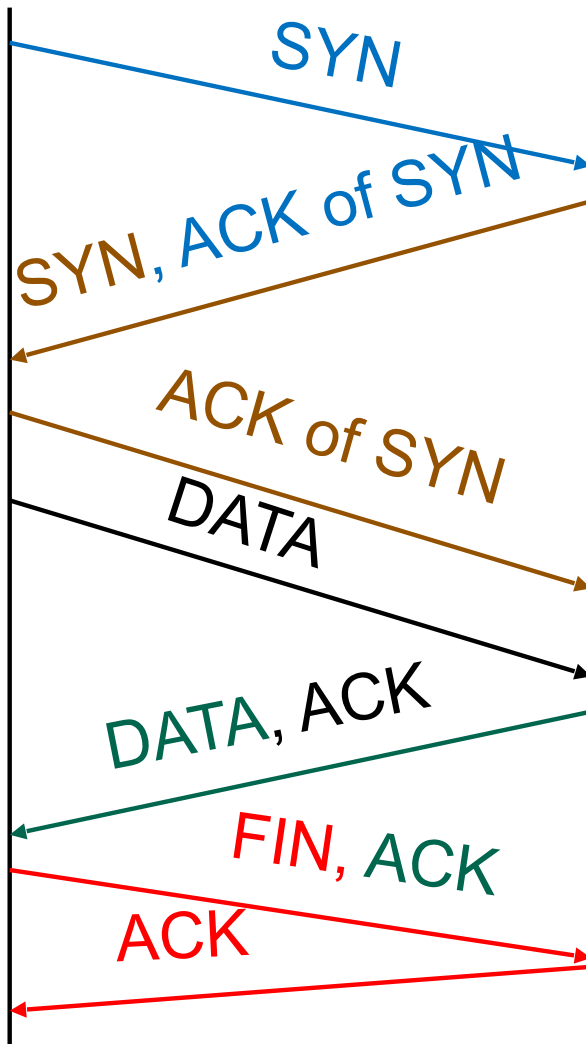 SYN
SYN, ACK of SYN
ACK of SYN
DATA
DATA, ACK
FIN, ACK
ACK